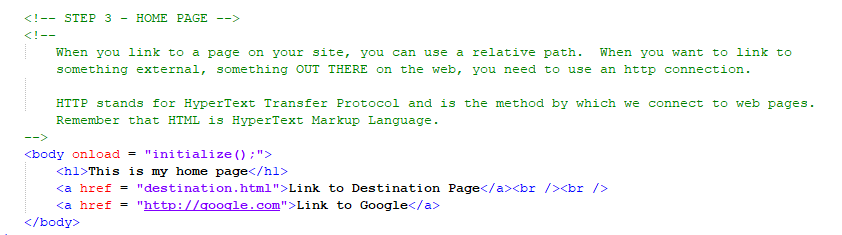 <!-- STEP 3 - HOME PAGE -->
<!--
When you link to a page on your site, you can use a relative path.  When you want to link to
something external, something OUT THERE on the web, you need to use an http connection.
HTTP stands for HyperText Transfer Protocol and is the method by which we connect to web pages.
Remember that HTML is HyperText Markup Language.
-->
<body onload = "initialize();">
<h1>This is my home page</h1>
<a href = "destination.html">Link to Destination Page</a><br /><br />
<a href = "http://google.com">Link to Google</a>
</body>